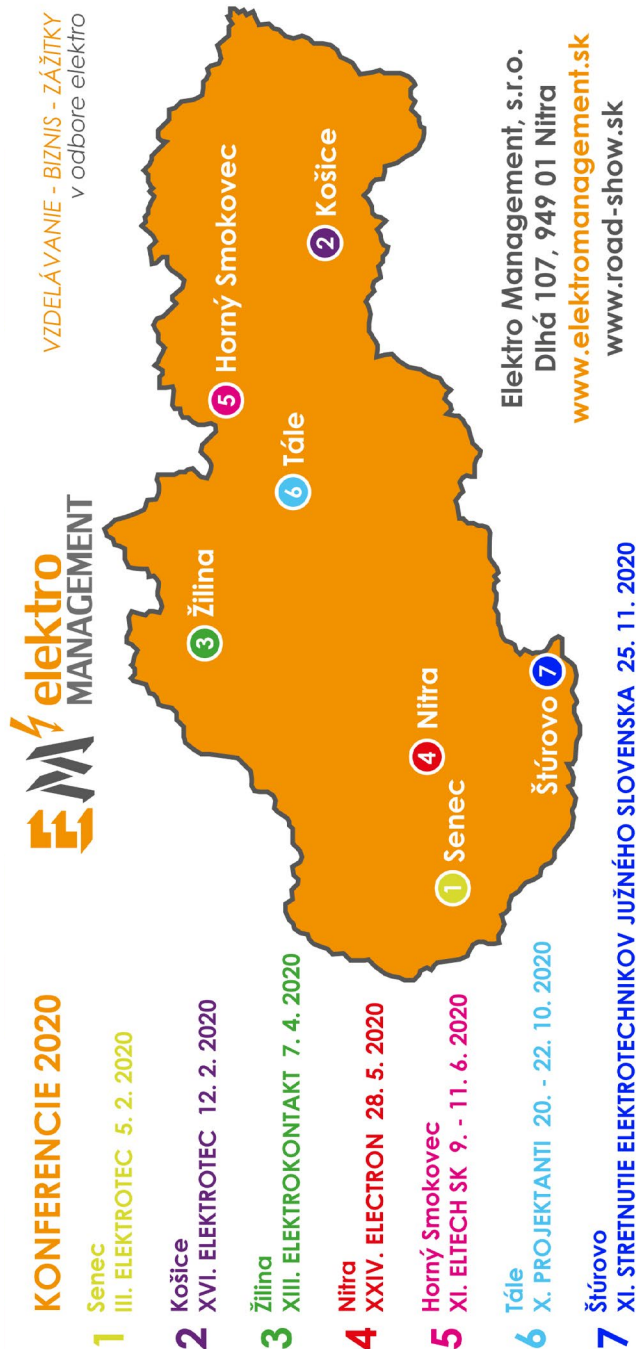 EM elektro
MANAGEMENT
VZDELÁVANIE - BIZNIS - ZÁŽITKY
v odbore elektro
KONFERENCIE 2020
1 Senec
III. ELEKTROTEC 5. 2. 2020
2 Košice
XVI. ELEKTROTEC 12. 2. 2020
3 Žilina
XIII. ELEKTROKONTAKT 7. 4. 2020
4 Nitra
XXIV. ELECTRON 28. 5. 2020
5 Horný Smokovec
XI. ELTECH SK 9. - 11. 6. 2020
6 Tále
X. PROJEKTANTI 20. - 22. 10. 2020
7 Štúrovo
XI. STRETNUTIE ELEKTROTECHNIKOV JUŽNÉHO SLOVENSKA 25. 11. 2020
3 Žilina
5 Horný Smokovec
6 Tále
2 Košice
4 Nitra
1 Senec
Štúrovo 7
Elektro Management, s.r.o.
Dlhá 107, 949 01 Nitra
www.elektromanagement.sk
www.road-show.sk